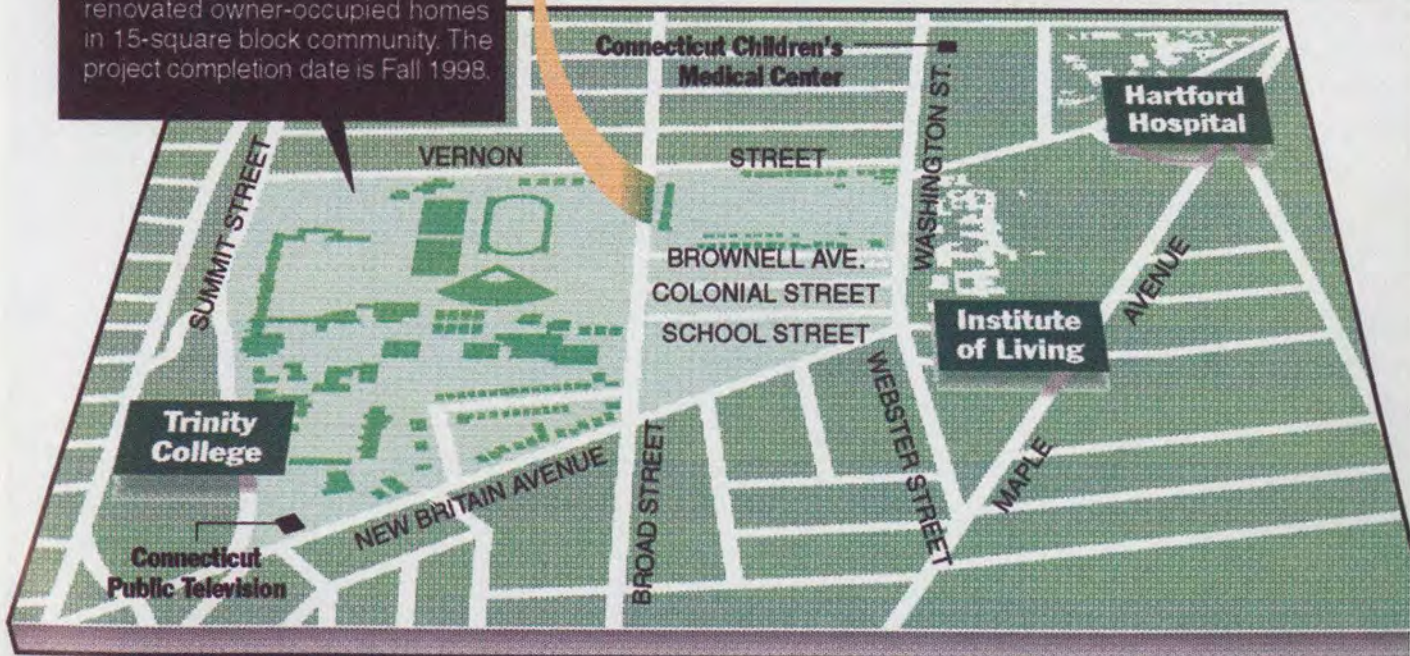 renovated owner-occupied homes
in 15-square block community. The
project completion date is Fall 1998.
Connecticut Children's
Medical Center
WASHINGTON ST.
Hartford
Hospital
VERNON STREET
SUMMIT STREET
BROWNELL AVE.
COLONIAL STREET
SCHOOL STREET
Institute
of Living
MAPLE AVENUE
WEBSTER STREET
Trinity
College
NEW BRITAIN AVENUE
BROAD STREET
Connecticut
Public Television